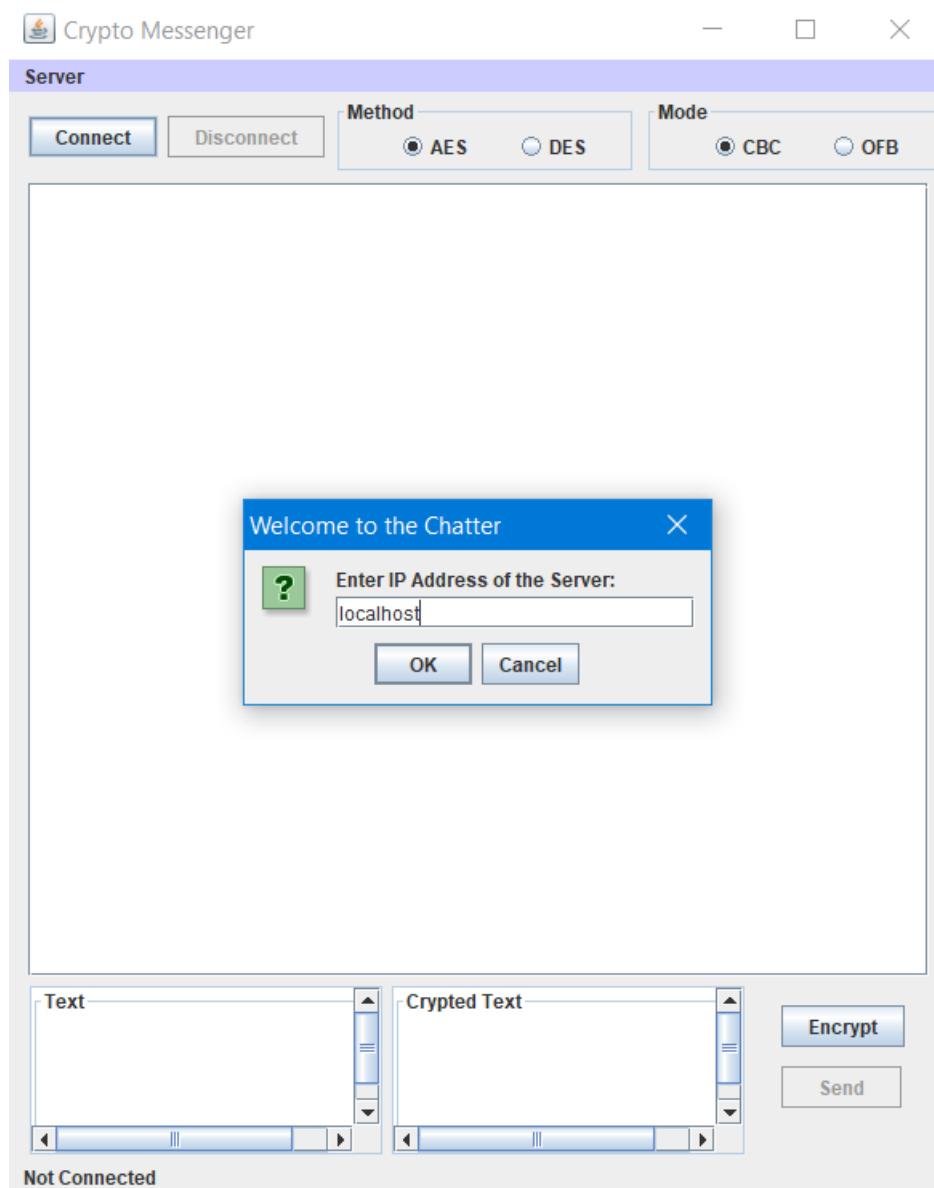 Crypto Messenger
Server
Connect Disconnect Method AES DES Mode CBC OFB
Welcome to the Chatter
? Enter IP Address of the Server:
localhost
OK Cancel
Text Crypted Text
Encrypt
Send
Not Connected